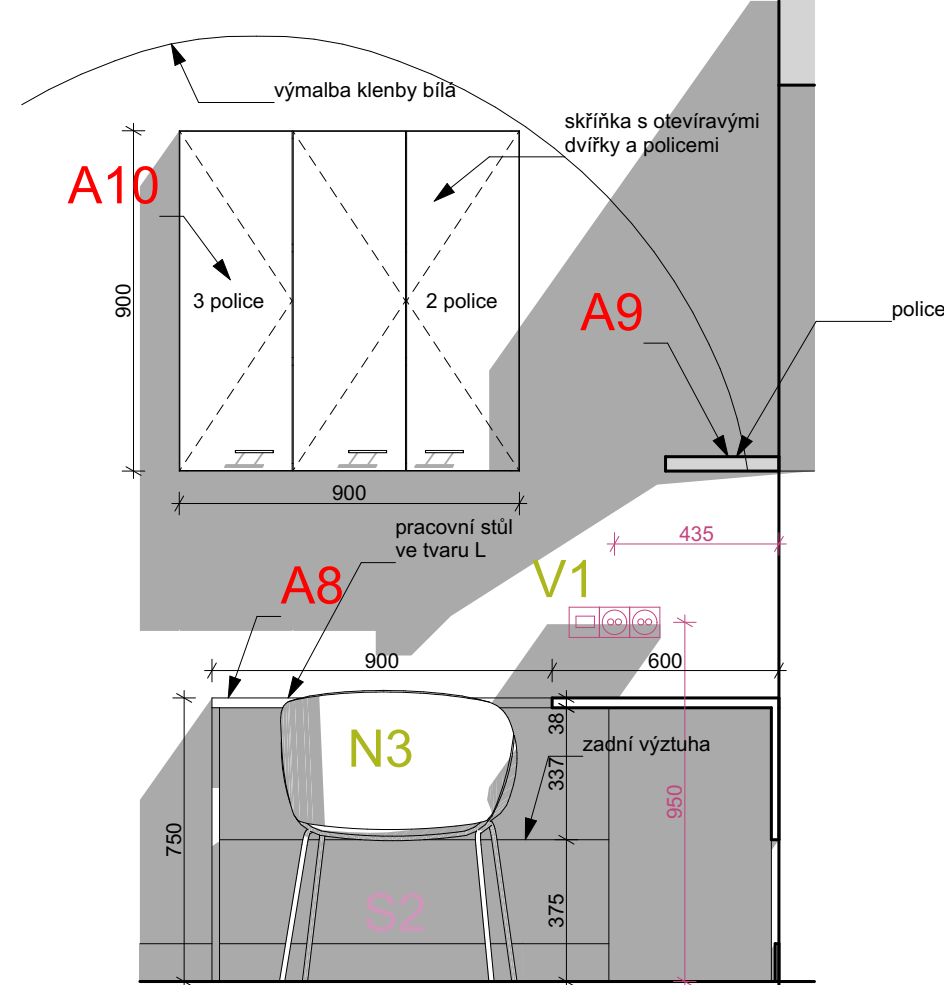 výmalba klenby bílá
skříňka s otevíravými
dvířky a policemi
A10
900
3 police
2 police
A9
police
900
pracovní stůl
ve tvaru L
435
A8
V1
900
600
38
N3
zadní výztuha
337
950
750
S2
375